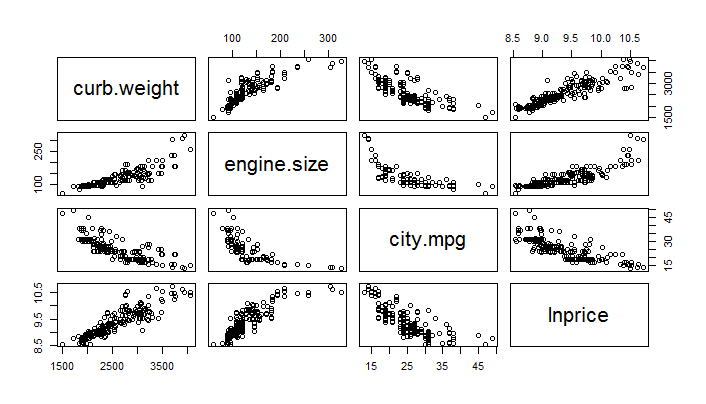 100 200 300
8.5 9.0 9.5 10.0 10.5
curb.weight
1500 3000
100 250
engine.size
city.mpg
15 30 45
8.5 9.5 10.5
lnprice
1500 2500 3500
15 25 35 45